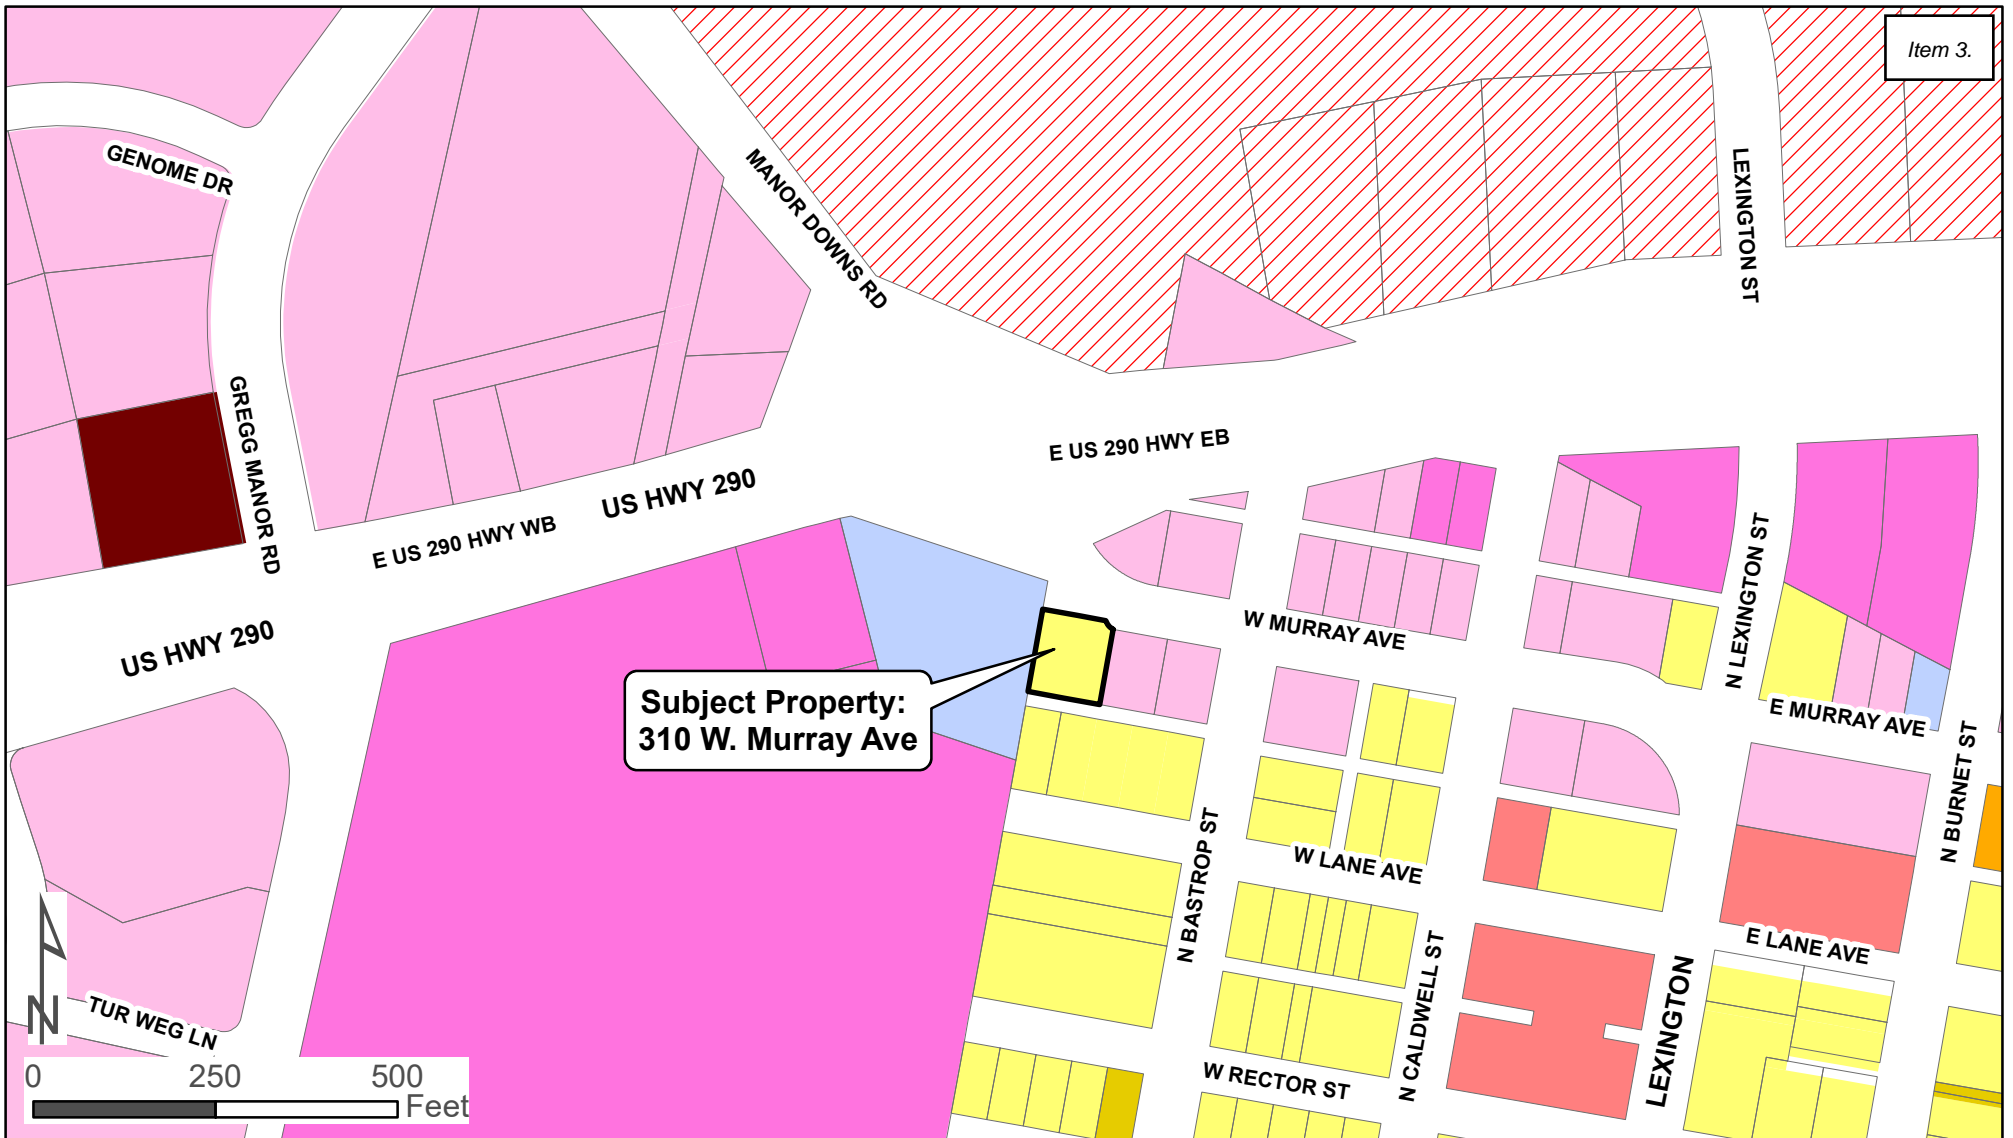 Item 3.
GENOME DR
MANOR DOWNS RD
LEXINGTON ST
GREGG MANOR RD
E US 290 HWY EB
US HWY 290
E US 290 HWY WB
US HWY 290
W MURRAY AVE
N LEXINGTON ST
Subject Property:
310 W. Murray Ave
E MURRAY AVE
N BURNET ST
N BASTROP ST
W LANE AVE
E LANE AVE
N CALDWELL ST
LEXINGTON
W RECTOR ST
N
TUR WEG LN
0 250 500
Feet